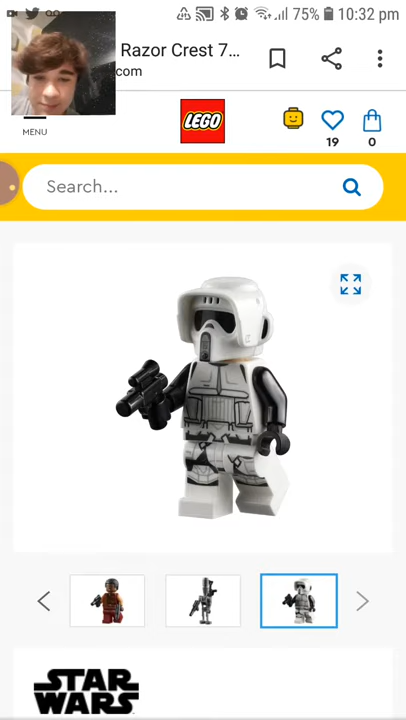 75% 10:32 pm
Razor Crest 7...
com
MENU
LEGO
19
0
Search...
STAR
WARS